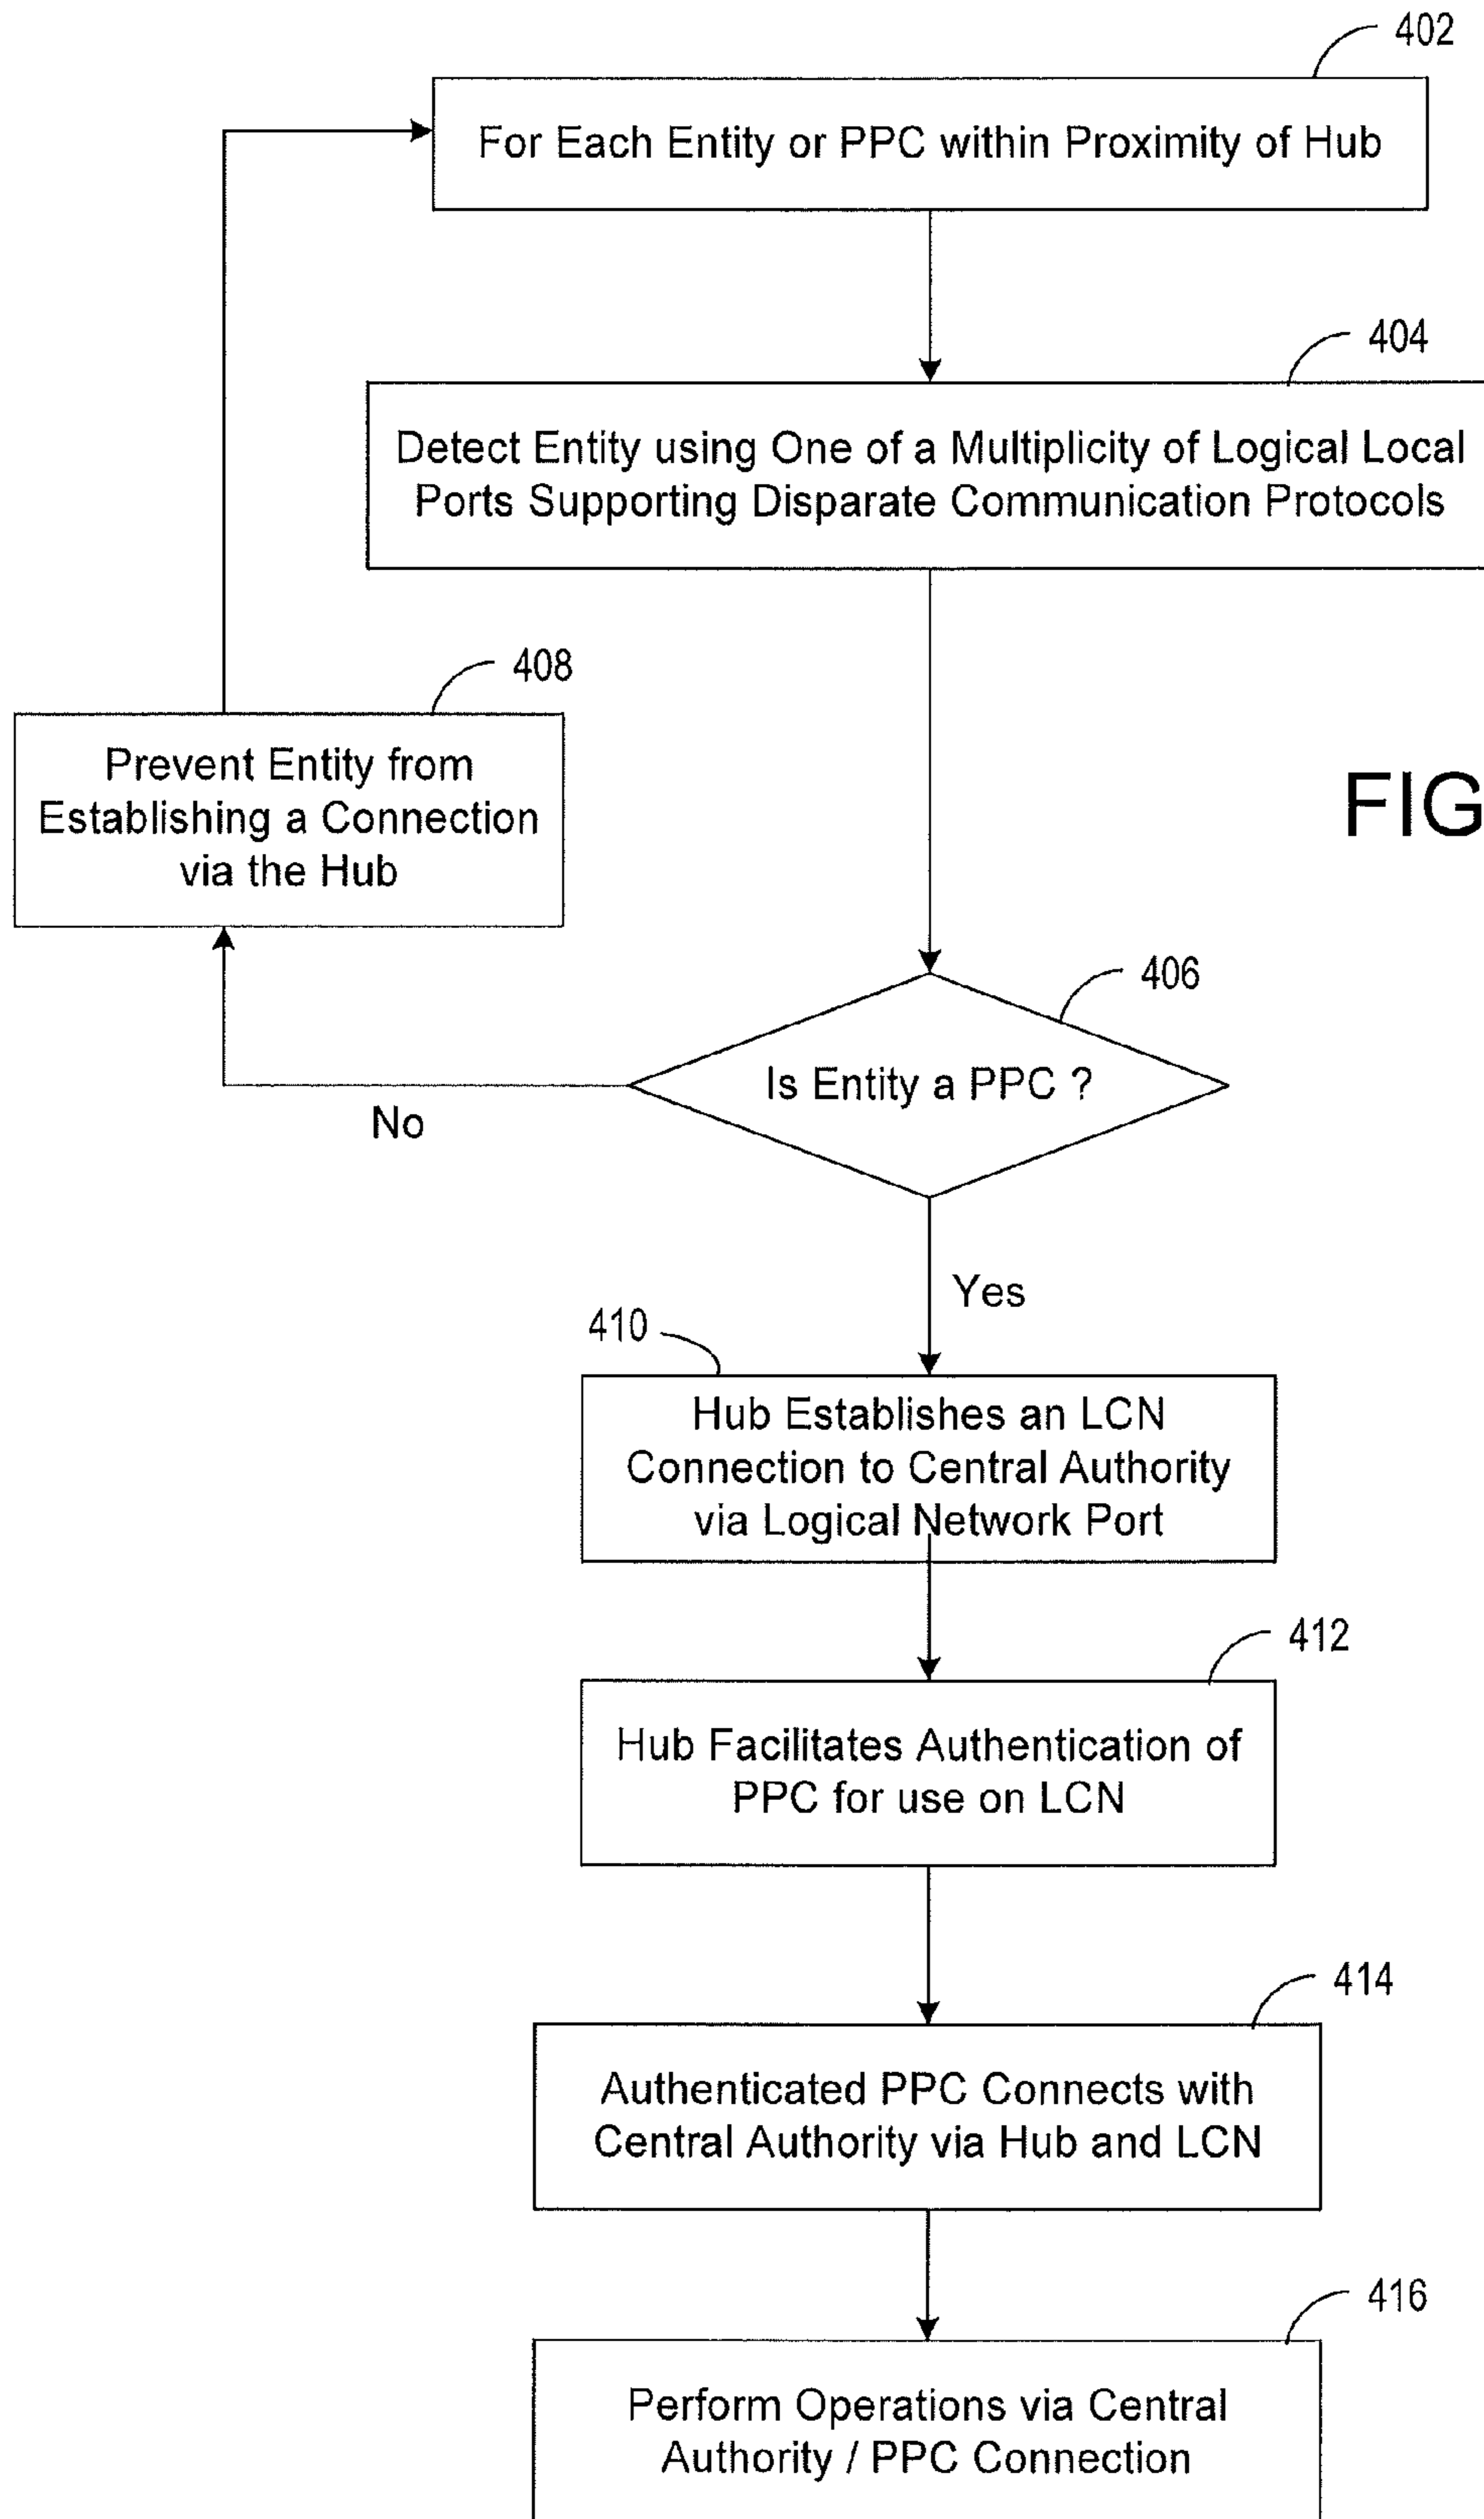 402
For Each Entity or PPC within Proximity of Hub
404
Detect Entity using One of a Multiplicity of Logical Local
Ports Supporting Disparate Communication Protocols
408
Prevent Entity from
Establishing a Connection
via the Hub
FIG
406
Is Entity a PPC ?
No
Yes
410
Hub Establishes an LCN
Connection to Central Authority
via Logical Network Port
412
Hub Facilitates Authentication of
PPC for use on LCN
414
Authenticated PPC Connects with
Central Authority via Hub and LCN
416
Perform Operations via Central
Authority / PPC Connection